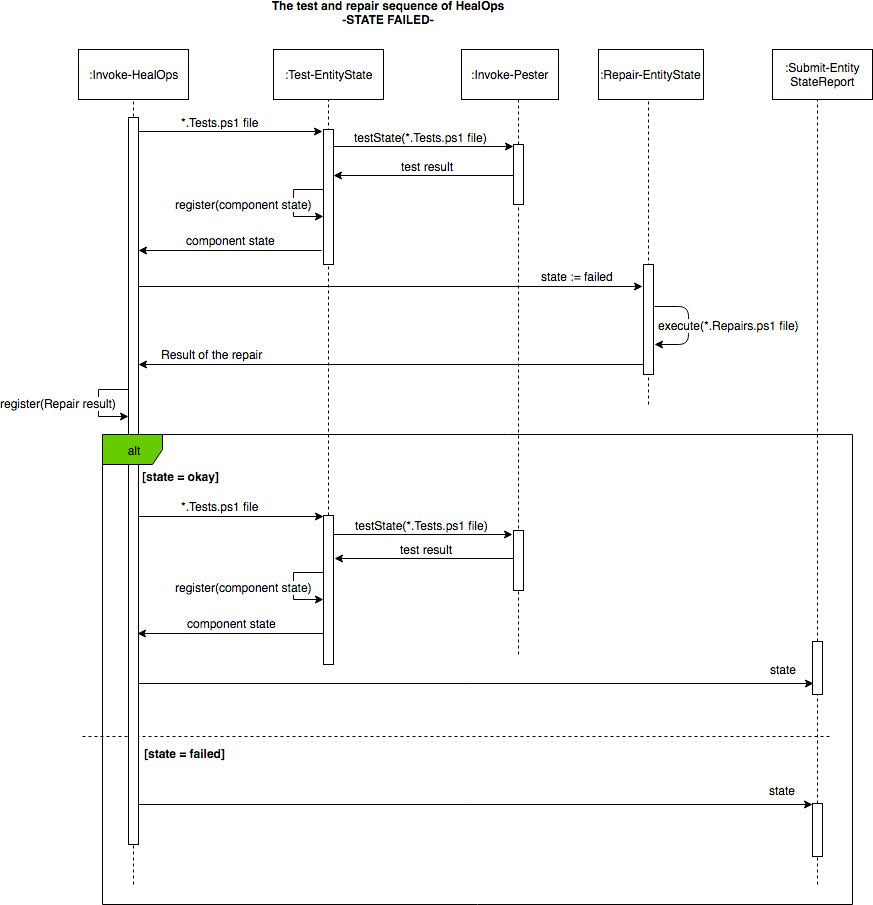 The test and repair sequence of HealOps
-STATE FAILED-
:Invoke-HealOps
:Test-EntityState
:Invoke-Pester
:Repair-EntityState
:Submit-Entity
StateReport
*.Tests.ps1 file
testState(*.Tests.ps1 file)
test result
register(component state)
component state
state := failed
execute(*.Repairs.ps1 file)
Result of the repair
register(Repair result)
alt
[state = okay]
*.Tests.ps1 file
testState(*.Tests.ps1 file)
test result
register(component state)
component state
state
[state = failed]
state